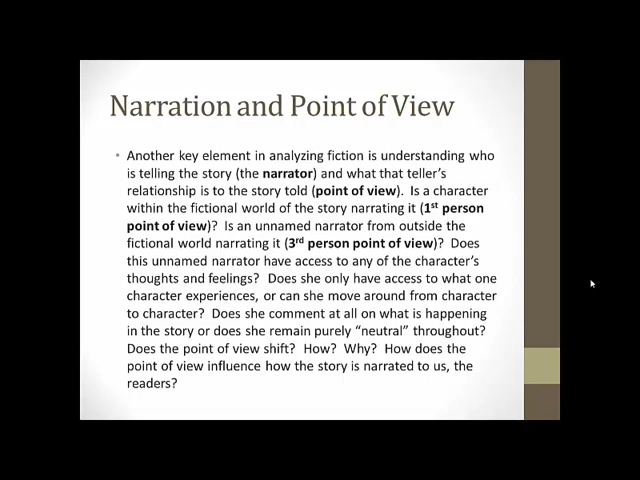 Narration and Point of View
• Another key element in analyzing fiction is understanding who
is telling the story (the narrator) and what that teller's
relationship is to the story told (point of view).  Is a character
within the fictional world of the story narrating it (1st person
point of view)?  Is an unnamed narrator from outside the
fictional world narrating it (3rd person point of view)?  Does
this unnamed narrator have access to any of the character's
thoughts and feelings?  Does she only have access to what one
character experiences, or can she move around from character
to character?  Does she comment at all on what is happening
in the story or does she remain purely “neutral” throughout?
Does the point of view shift?  How?  Why?  How does the
point of view influence how the story is narrated to us, the
readers?